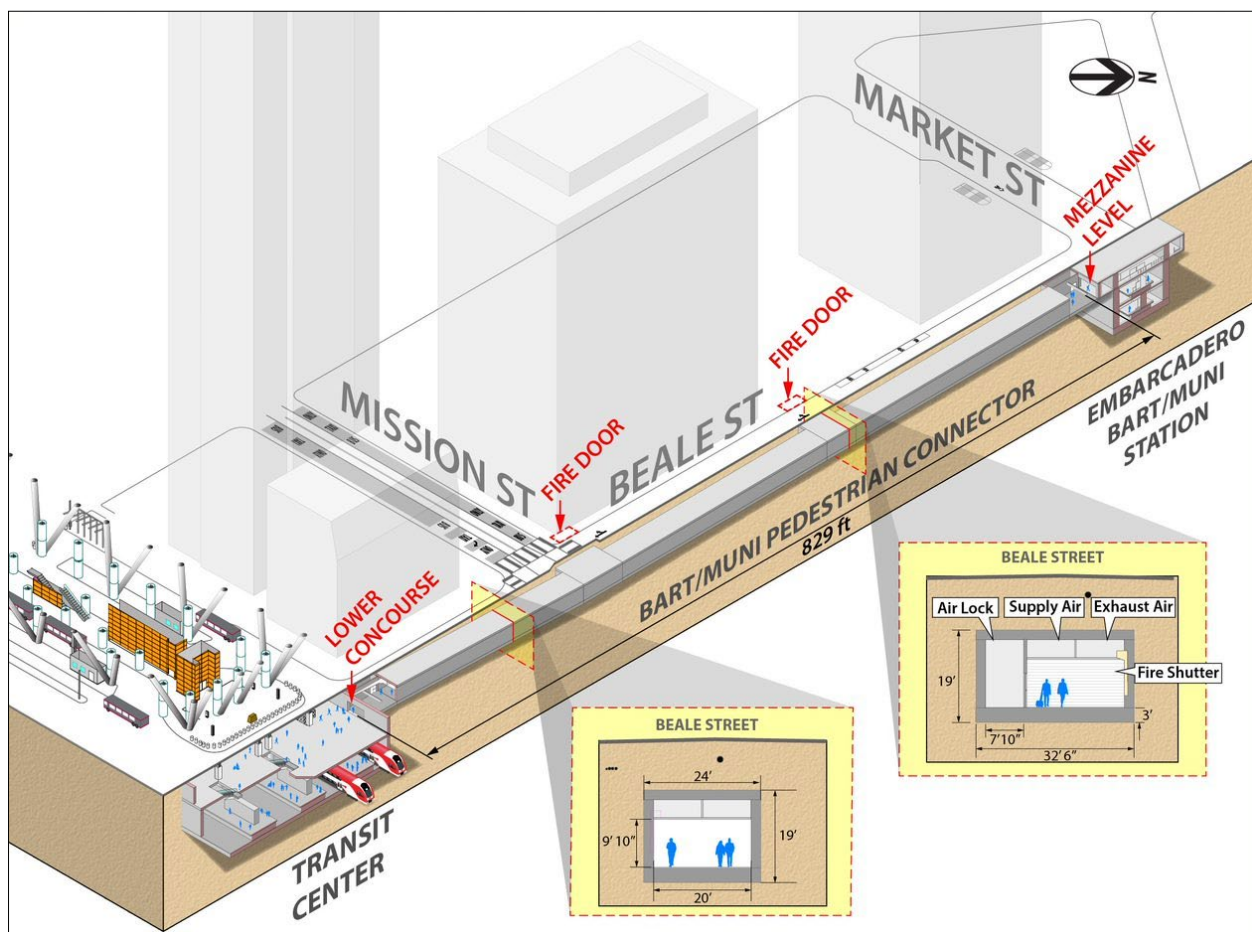 N
MARKET ST
MEZZANINE
LEVEL
FIRE DOOR
MISSION ST
FIRE DOOR
BEALE ST
BART/MUNI PEDESTRIAN CONNECTOR
829 ft
EMBARCADERO
BART/MUNI
STATION
LOWER
CONCOURSE
TRANSIT
CENTER
BEALE STREET
Air Lock
Supply Air
Exhaust Air
Fire Shutter
19'
3'
7'10"
32' 6"
BEALE STREET
24'
9' 10"
19'
20'